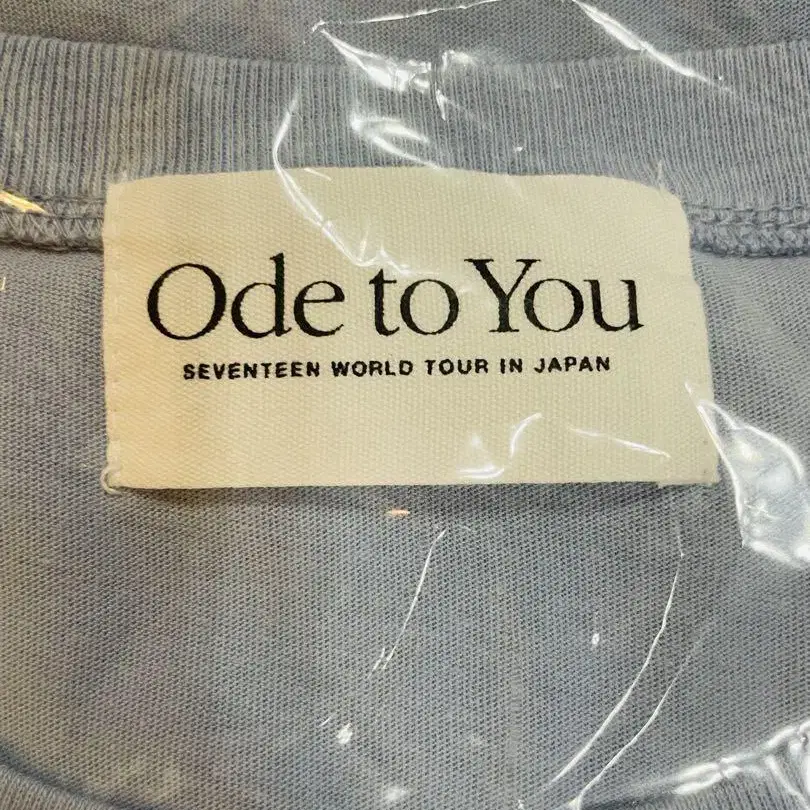 Ode to You
SEVENTEEN WORLD TOUR IN JAPAN